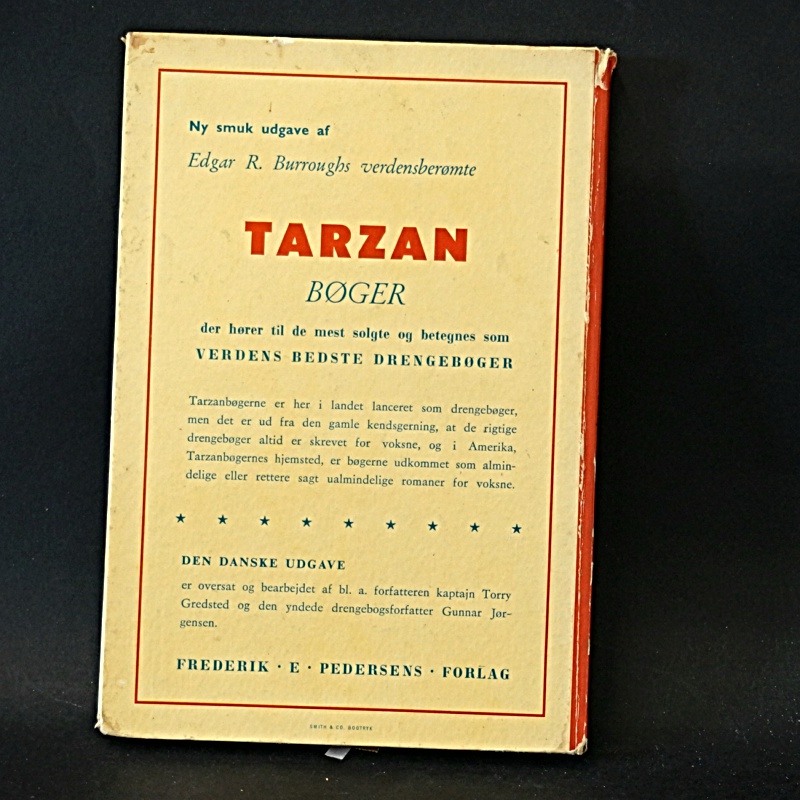 Ny smuk udgave af
Edgar R. Burroughs verdensberømte
TARZAN
BØGER
der hører til de mest solgte og betegnes som
VERDENS BEDSTE DRENGEBØGER
Tarzanbøgerne er her i landet lanceret som drengebøger,
men det er ud fra den gamle kendsgerning, at de rigtige
drengebøger altid er skrevet for voksne, og i Amerika,
Tarzanbøgernes hjemsted, er bøgerne udkommet som almin-
delige eller rettere sagt ualmindelige romaner for voksne.
★ ★ ★ ★ ★ ★ ★ ★ ★
DEN DANSKE UDGAVE
er oversat og bearbejdet af bl. a. forfatteren kaptajn Torry
Gredsted og den yndede drengebogsforfatter Gunnar Jør-
gensen.
FREDERIK · E · PEDERSENS · FORLAG
SMITH & CO. BOGTRYK